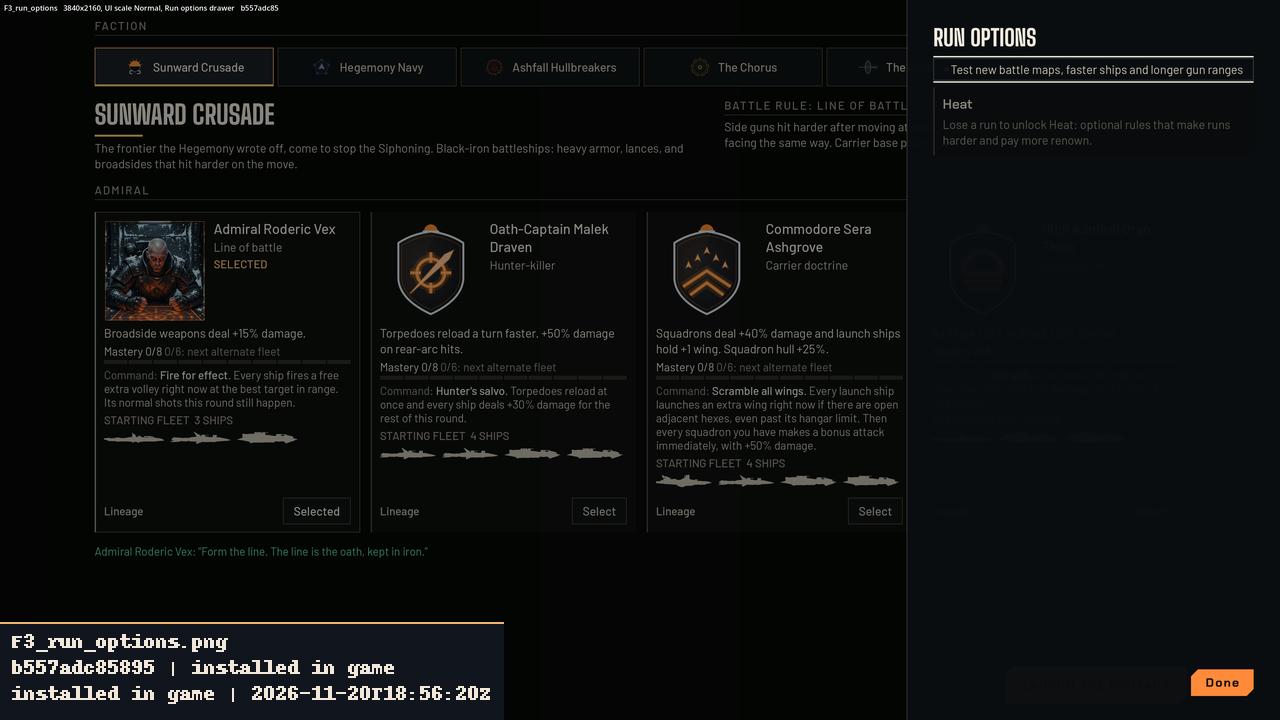 F3_run_options 3840x2160, UI scale Normal, Run options drawer b557adc85
FACTION
Sunward Crusade
Hegemony Navy
Ashfall Hullbreakers
The Chorus
The
SUNWARD CRUSADE
The frontier the Hegemony wrote off, come to stop the Siphoning. Black-iron battleships: heavy armor, lances, and
broadsides that hit harder on the move.
BATTLE RULE: LINE OF BATTL
Side guns hit harder after moving at
facing the same way. Carrier base p
ADMIRAL
Admiral Roderic Vex
Line of battle
SELECTED
Broadside weapons deal +15% damage.
Mastery 0/8 0/6: next alternate fleet
Command: Fire for effect. Every ship fires a free
extra volley right now at the best target in range.
Its normal shots this round still happen.
STARTING FLEET 3 SHIPS
Lineage
Selected
Oath-Captain Malek
Draven
Hunter-killer
Torpedoes reload a turn faster. +50% damage
on rear-arc hits.
Mastery 0/8 0/6: next alternate fleet
Command: Hunter's salvo. Torpedoes reload at
once and every ship deals +30% damage for the
rest of this round.
STARTING FLEET 4 SHIPS
Lineage
Select
Commodore Sera
Ashgrove
Carrier doctrine
Squadrons deal +40% damage and launch ships
hold +1 wing. Squadron hull +25%.
Mastery 0/8 0/6: next alternate fleet
Command: Scramble all wings. Every launch ship
launches an extra wing right now if there are open
adjacent hexes, even past its hangar limit. Then
every squadron you have makes a bonus attack
immediately, with +50% damage.
STARTING FLEET 4 SHIPS
Lineage
Select
Admiral Roderic Vex: "Form the line. The line is the oath, kept in iron."
RUN OPTIONS
Test new battle maps, faster ships and longer gun ranges
Heat
Lose a run to unlock Heat: optional rules that make runs
harder and pay more renown.
Done
F3_run_options.png
b557adc85895 | installed in game
installed in game | 2026-11-20T18:56:20Z